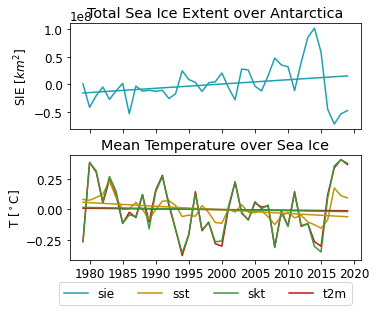 Total Sea Ice Extent over Antarctica
1e8
1.0
0.5
0.0
−0.5
SIE [km²]
Mean Temperature over Sea Ice
0.25
0.00
−0.25
T [°C]
1980 1985 1990 1995 2000 2005 2010 2015 2020
sie sst skt t2m